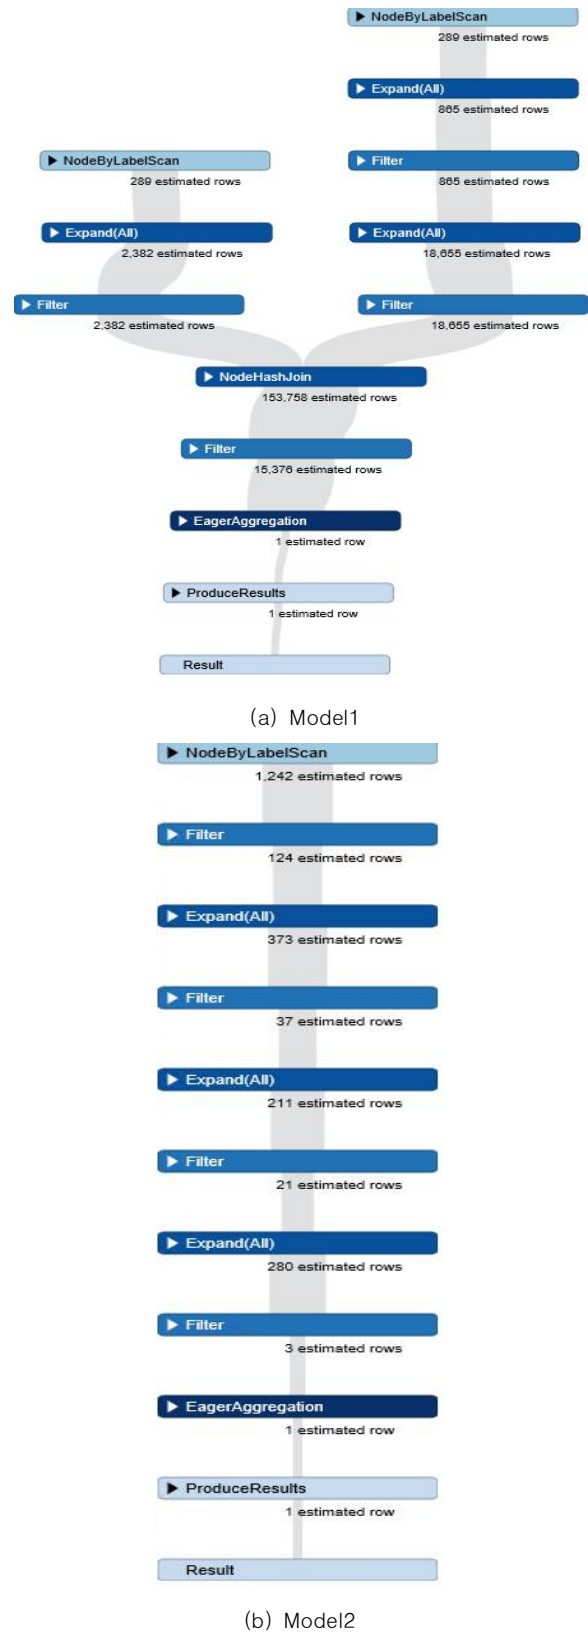 NodeByLabelScan
289 estimated rows
Expand(All)
865 estimated rows
NodeByLabelScan
289 estimated rows
Filter
865 estimated rows
Expand(All)
2,382 estimated rows
Expand(All)
18,655 estimated rows
Filter
2,382 estimated rows
Filter
18,655 estimated rows
NodeHashJoin
153,758 estimated rows
Filter
15,376 estimated rows
EagerAggregation
1 estimated row
ProduceResults
1 estimated row
Result
(a) Model1
NodeByLabelScan
1,242 estimated rows
Filter
124 estimated rows
Expand(All)
373 estimated rows
Filter
37 estimated rows
Expand(All)
211 estimated rows
Filter
21 estimated rows
Expand(All)
280 estimated rows
Filter
3 estimated rows
EagerAggregation
1 estimated row
ProduceResults
1 estimated row
Result
(b) Model2